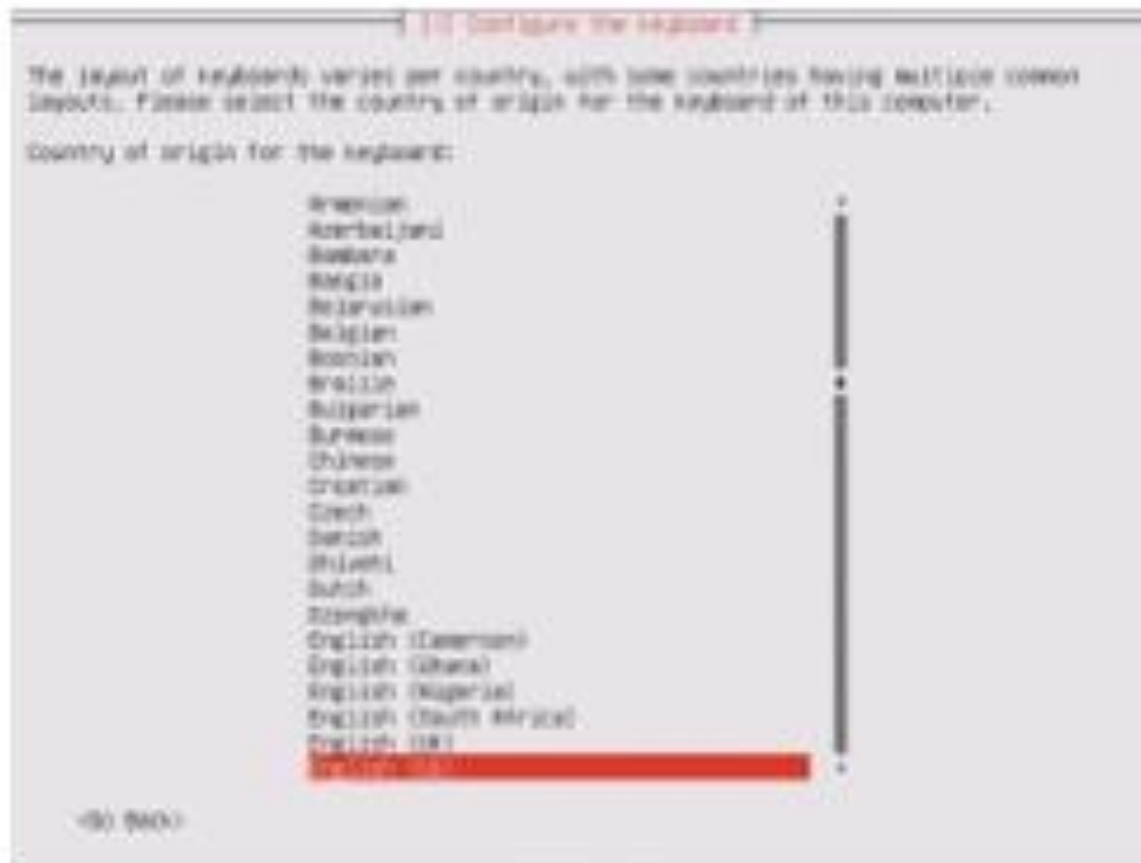 [!] Configure the keyboard
The layout of keyboards varies per country, with some countries having multiple common
layouts. Please select the country of origin for the keyboard of this computer.
Country of origin for the keyboard:
Armenian
Azerbaijani
Bambara
Bangla
Belarusian
Belgian
Bosnian
Braille
Bulgarian
Burmese
Chinese
Croatian
Czech
Danish
Dhivehi
Dutch
Dzongkha
English (Cameroon)
English (Ghana)
English (Nigeria)
English (South Africa)
English (UK)
English (US)
<Go Back>